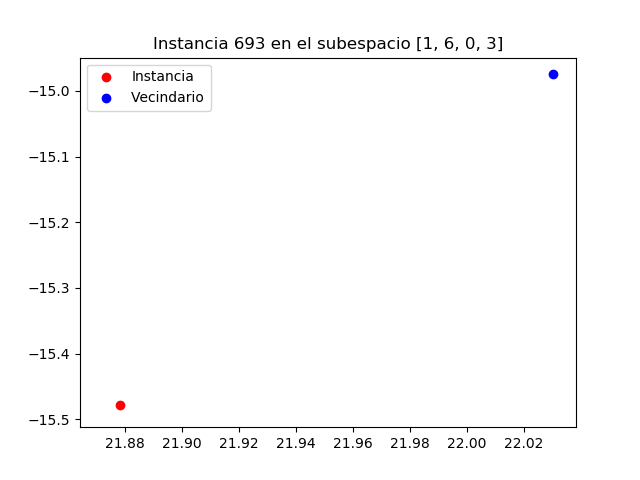 Instancia 693 en el subespacio [1, 6, 0, 3]
Instancia
Vecindario
−15.0
−15.1
−15.2
−15.3
−15.4
−15.5
21.88 21.90 21.92 21.94 21.96 21.98 22.00 22.02